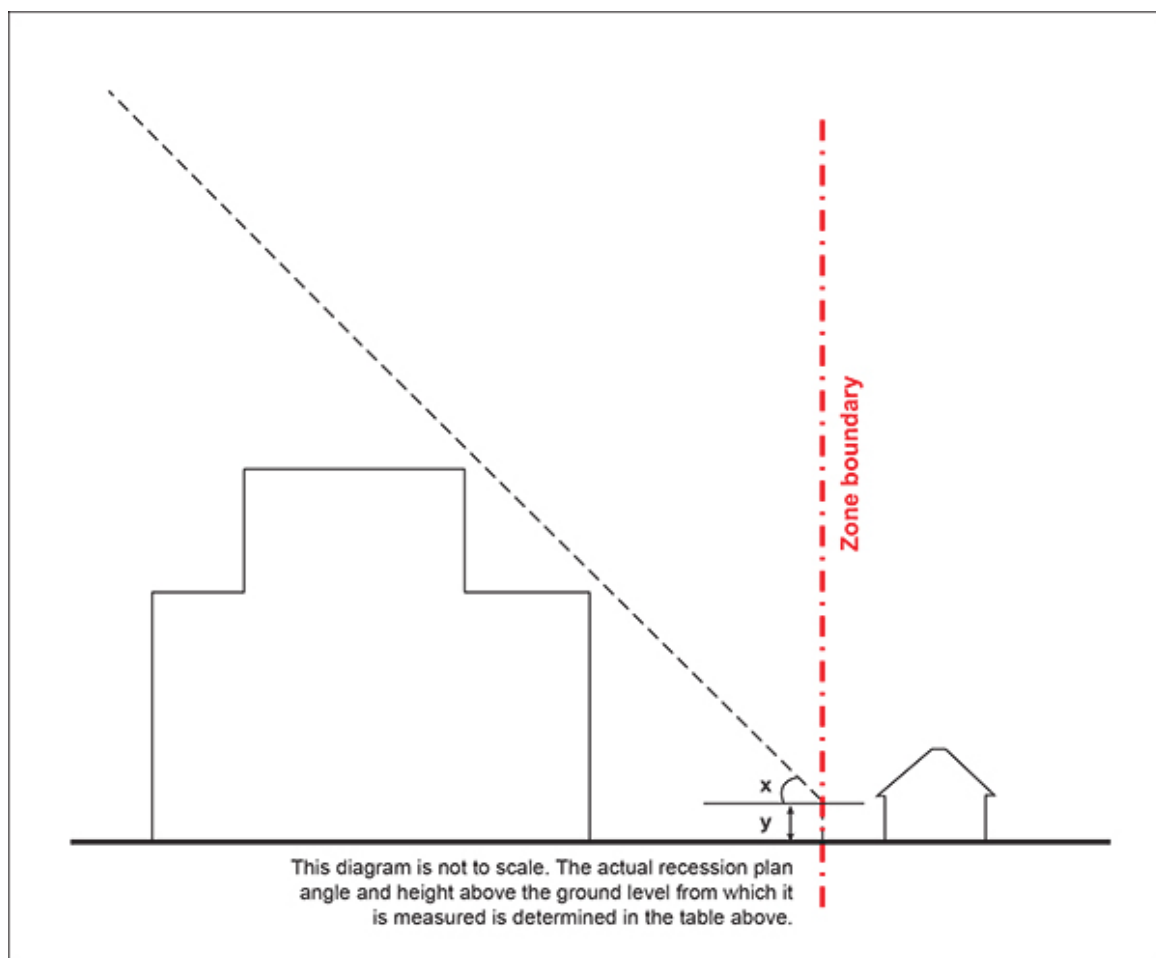 Zone boundary
x
y
This diagram is not to scale. The actual recession plan
angle and height above the ground level from which it
is measured is determined in the table above.